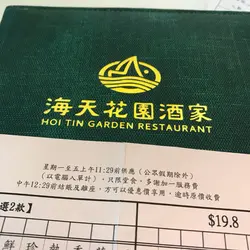 海天花園酒家
HOI TIN GARDEN RESTAURANT
星期一至五上午11:29前供應（公眾假期除外）
（以電腦入單計），只限堂食，多謝加一服務費
中午12:29前結賬及離座，方可以優惠價享用，逾時原價收費
選2款】
$19.8
鮮